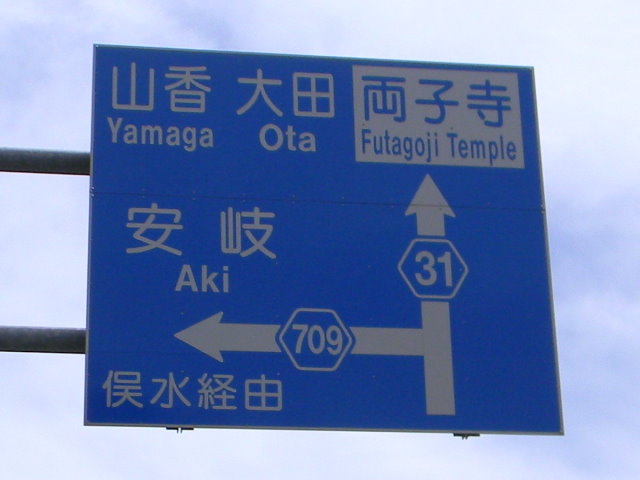 山香 大田 両子寺
Yamaga Ota Futagoji Temple
安岐
Aki
31
709
俣水経由